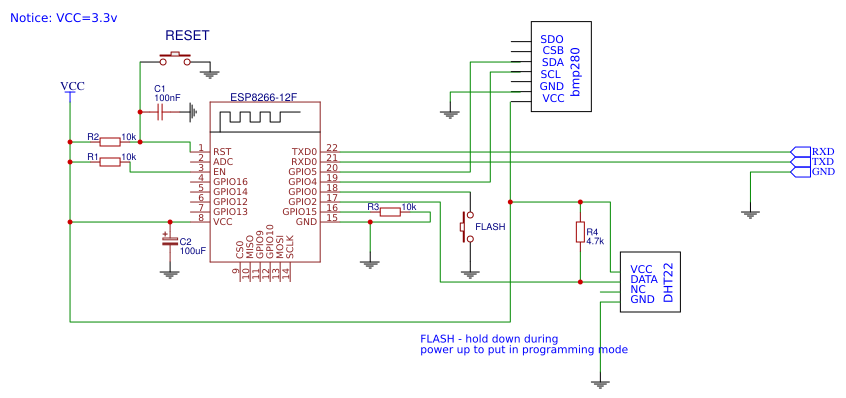 Notice: VCC=3.3v
RESET
VCC
C1
100nF
ESP8266-12F
R2 10k
R1 10k
1 RST
2 ADC
3 EN
4 GPIO16
5 GPIO14
6 GPIO12
7 GPIO13
8 VCC
TXD0 22
RXD0 21
GPIO5 20
GPIO4 19
GPIO0 18
GPIO2 17
GPIO15 16
GND 15
CS0 9
MISO 10
GPIO9 11
GPIO10 12
MOSI 13
SCLK 14
+
C2
100uF
R3 10k
FLASH
SDO
CSB
SDA
SCL
GND
VCC
bmp280
RXD
TXD
GND
R4
4.7k
VCC
DATA
NC
GND
DHT22
FLASH - hold down during
power up to put in programming mode